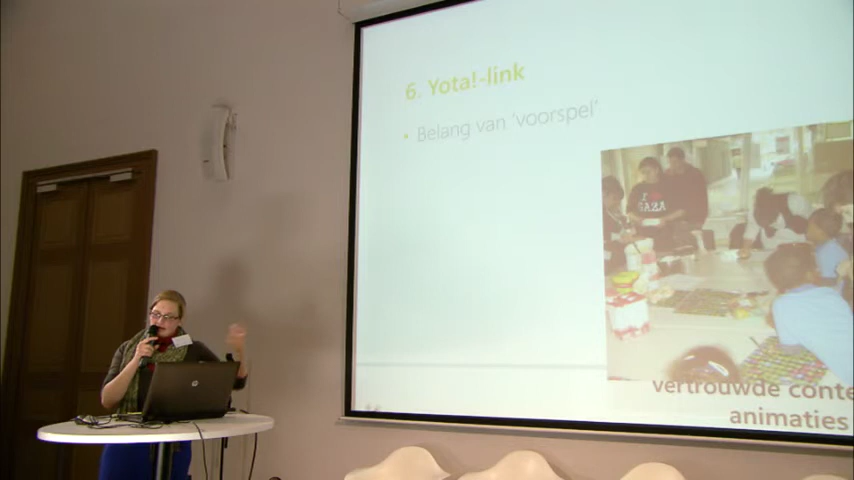 6. Yota!-link
• Belang van 'voorspel'
I GAZA
vertrouwde conte
animaties